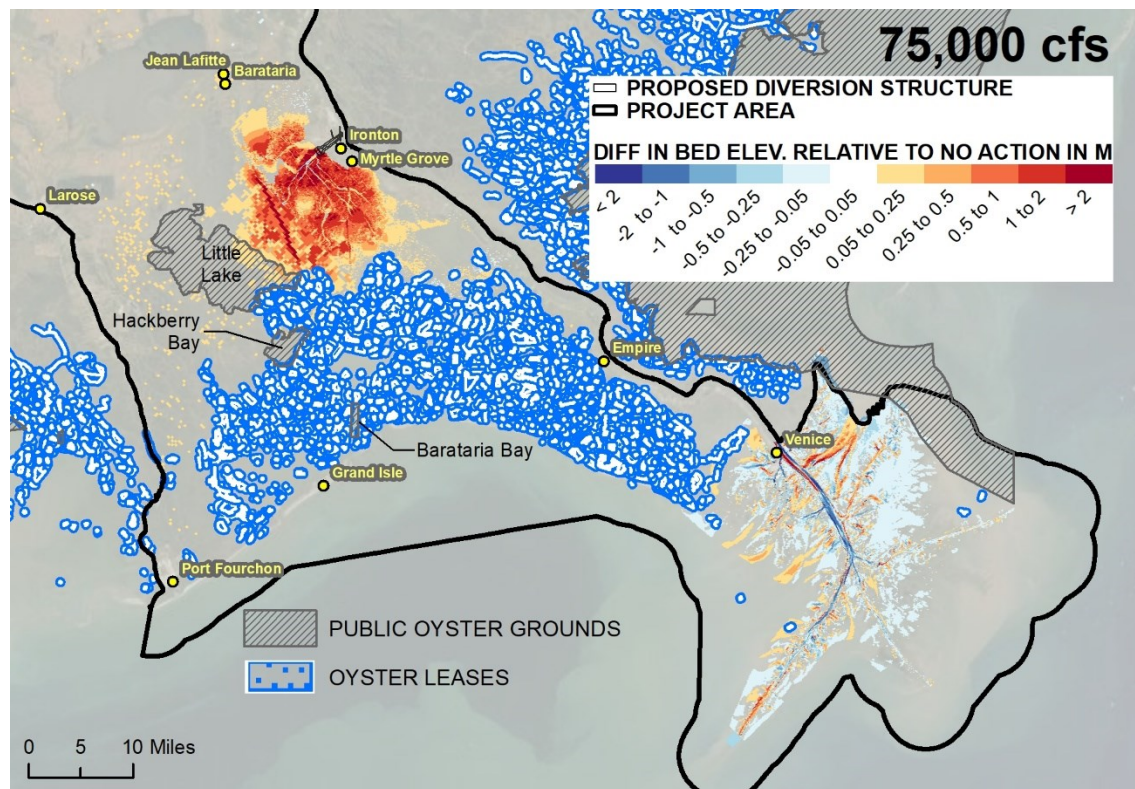 75,000 cfs
PROPOSED DIVERSION STRUCTURE
PROJECT AREA
DIFF IN BED ELEV. RELATIVE TO NO ACTION IN M
< 2
-2 to -1
-1 to -0.5
-0.5 to -0.25
-0.25 to -0.05
-0.05 to 0.05
0.05 to 0.25
0.25 to 0.5
0.5 to 1
1 to 2
> 2
Jean Lafitte
Barataria
Ironton
Myrtle Grove
Larose
Little
Lake
Hackberry
Bay
Empire
Barataria Bay
Venice
Grand Isle
Port Fourchon
PUBLIC OYSTER GROUNDS
OYSTER LEASES
0 5 10 Miles